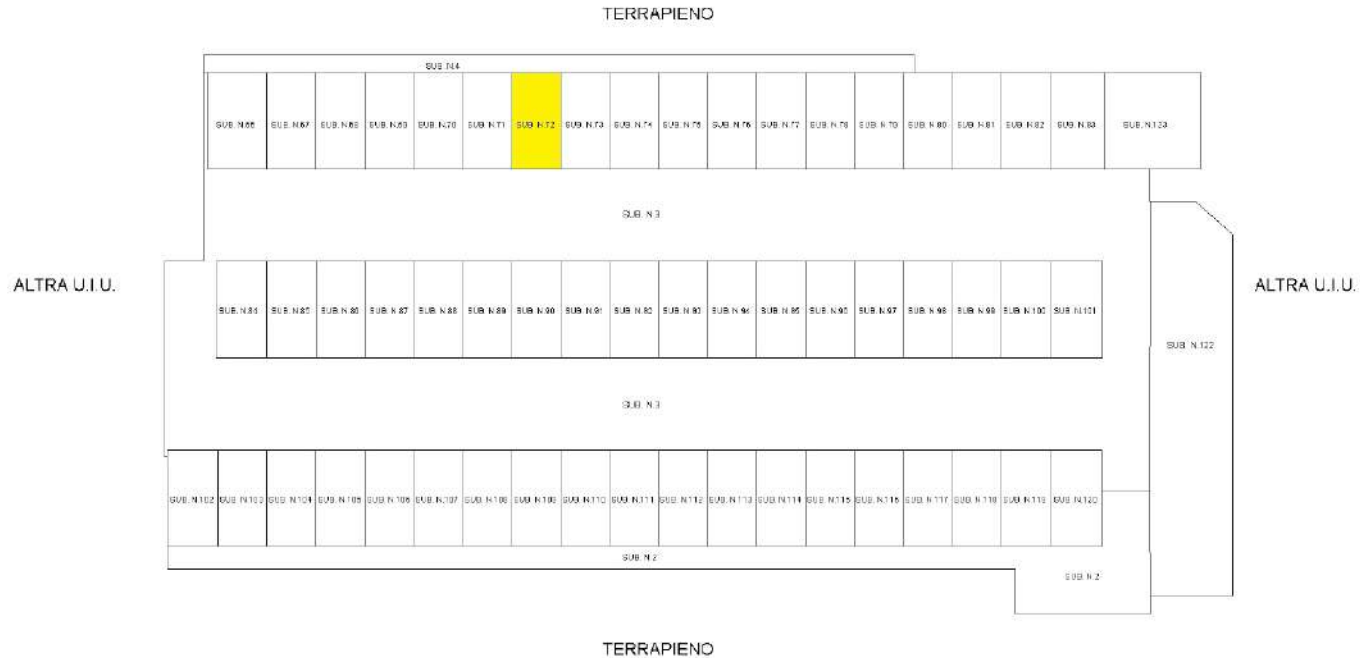 TERRAPIENO
SUB. N.4
SUB. N.66 SUB. N.67 SUB. N.68 SUB. N.69 SUB. N.70 SUB. N.71 SUB. N.72 SUB. N.73 SUB. N.74 SUB. N.75 SUB. N.76 SUB. N.77 SUB. N.78 SUB. N.79 SUB. N.80 SUB. N.81 SUB. N.82 SUB. N.83 SUB. N.123
SUB. N.3
ALTRA U.I.U.
ALTRA U.I.U.
SUB. N.84 SUB. N.85 SUB. N.86 SUB. N.87 SUB. N.88 SUB. N.89 SUB. N.90 SUB. N.91 SUB. N.92 SUB. N.93 SUB. N.94 SUB. N.95 SUB. N.96 SUB. N.97 SUB. N.98 SUB. N.99 SUB. N.100 SUB. N.101
SUB. N.122
SUB. N.3
SUB. N.102 SUB. N.103 SUB. N.104 SUB. N.105 SUB. N.106 SUB. N.107 SUB. N.108 SUB. N.109 SUB. N.110 SUB. N.111 SUB. N.112 SUB. N.113 SUB. N.114 SUB. N.115 SUB. N.116 SUB. N.117 SUB. N.118 SUB. N.119 SUB. N.120
SUB. N.2
SUB. N.2
TERRAPIENO